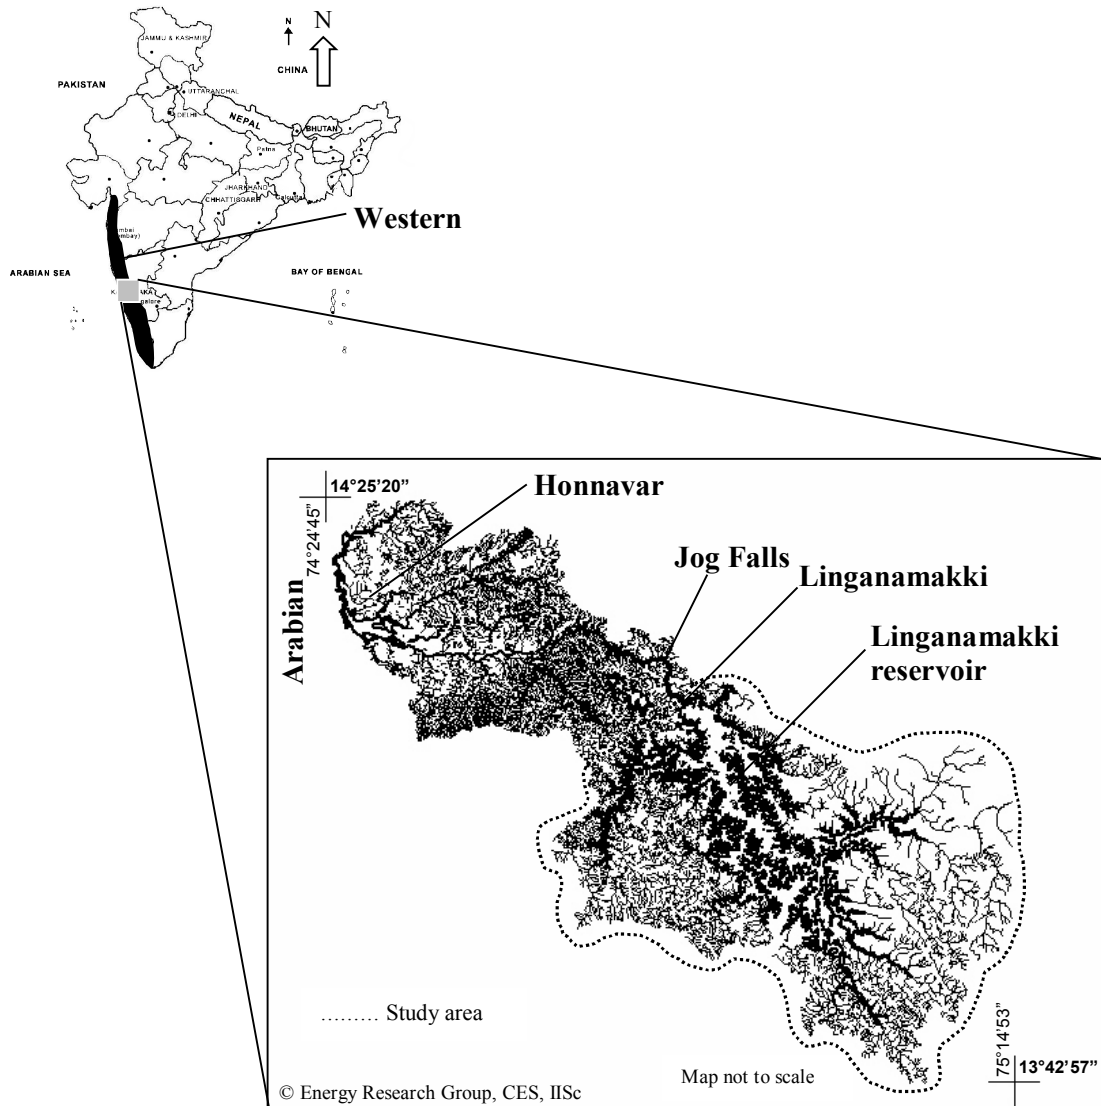 N
N
JAMMU & KASHMIR
CHINA
PAKISTAN
UTTARANCHAL
DELHI
NEPAL
BHUTAN
Patna
JHARKHAND
CHHATTISGARH
Calcutta
Western
ARABIAN SEA
BAY OF BENGAL
14°25'20”
74°24'45”
Honnavar
Jog Falls
Linganamakki
Linganamakki
reservoir
Arabian
......... Study area
75°14'53”
13°42'57”
Map not to scale
© Energy Research Group, CES, IISc